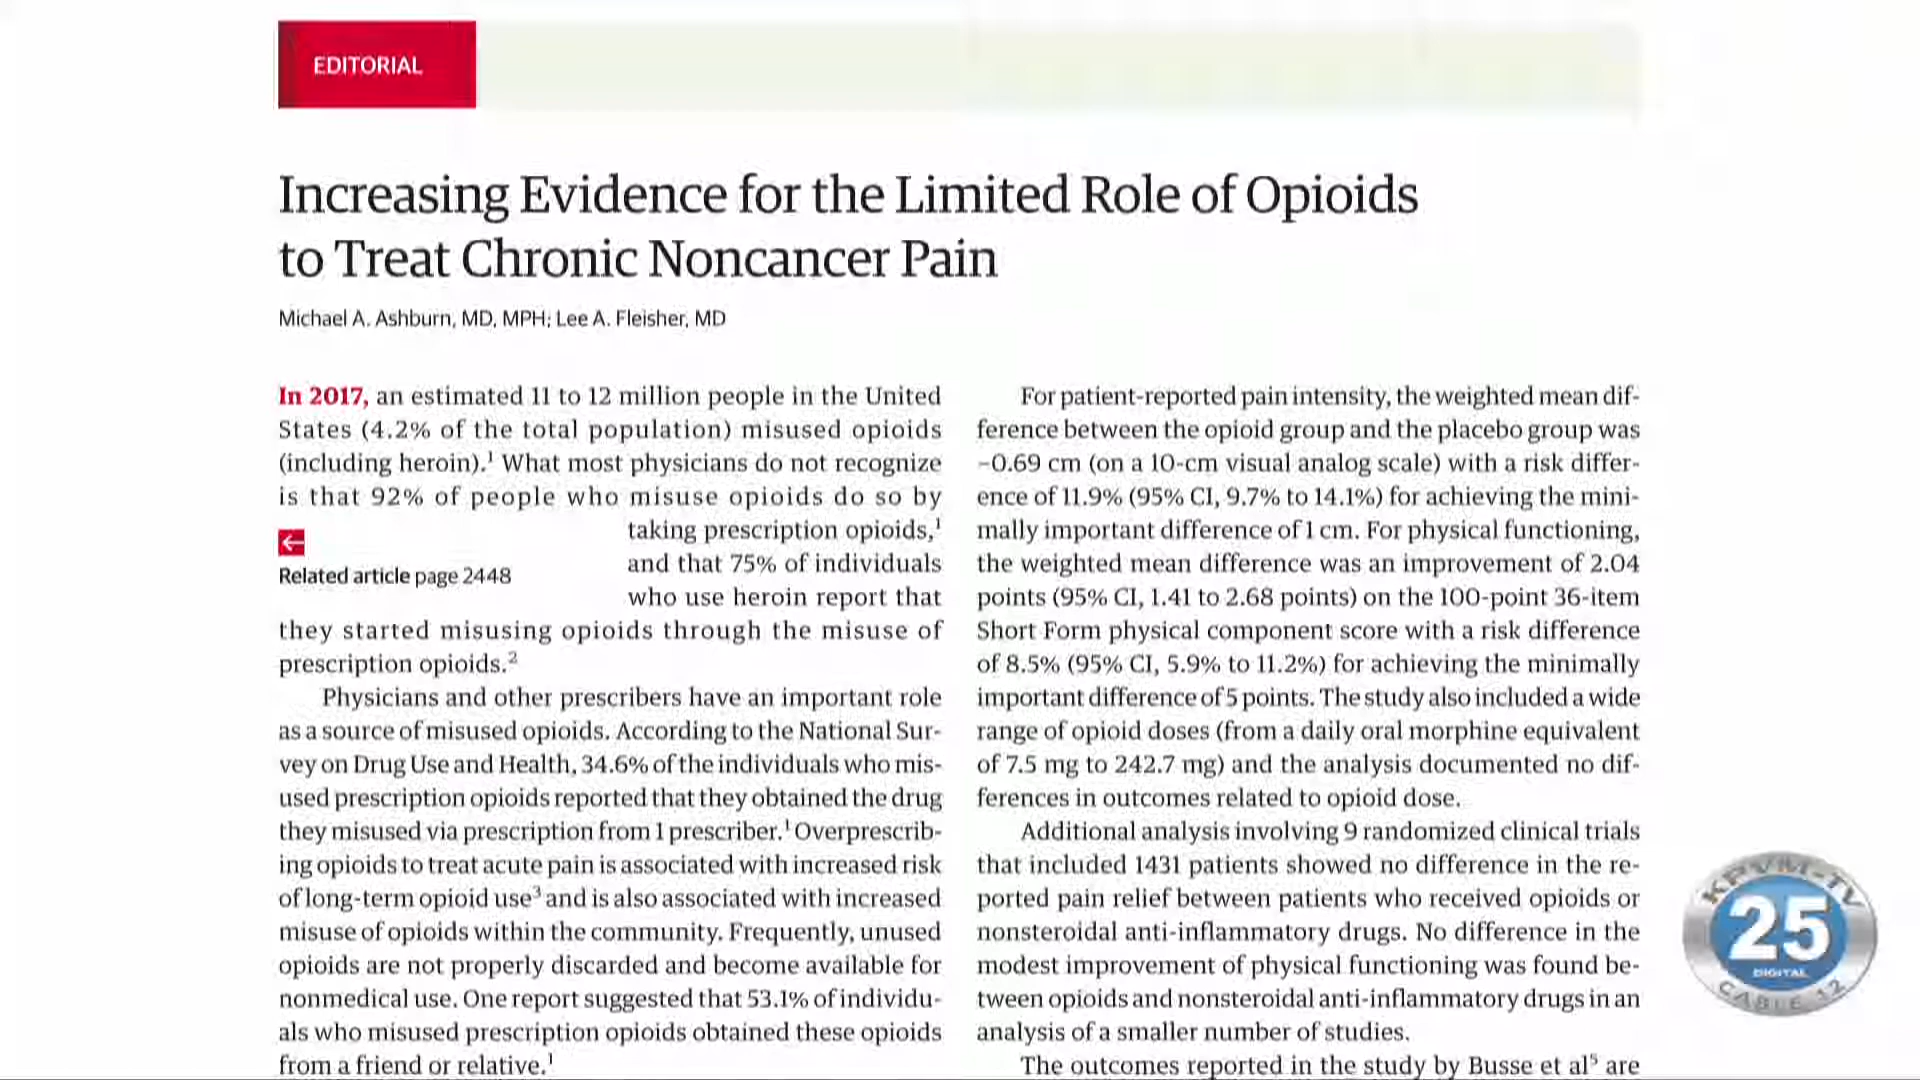 EDITORIAL
Increasing Evidence for the Limited Role of Opioids
to Treat Chronic Noncancer Pain
Michael A. Ashburn, MD, MPH; Lee A. Fleisher, MD
In 2017, an estimated 11 to 12 million people in the United
States (4.2% of the total population) misused opioids
(including heroin).¹ What most physicians do not recognize
is that 92% of people who misuse opioids do so by
taking prescription opioids,¹
and that 75% of individuals
who use heroin report that
Related article page 2448
they started misusing opioids through the misuse of
prescription opioids.²
Physicians and other prescribers have an important role
as a source of misused opioids. According to the National Sur-
vey on Drug Use and Health, 34.6% of the individuals who mis-
used prescription opioids reported that they obtained the drug
they misused via prescription from 1 prescriber.¹ Overprescrib-
ing opioids to treat acute pain is associated with increased risk
of long-term opioid use³ and is also associated with increased
misuse of opioids within the community. Frequently, unused
opioids are not properly discarded and become available for
nonmedical use. One report suggested that 53.1% of individu-
als who misused prescription opioids obtained these opioids
from a friend or relative.¹
For patient-reported pain intensity, the weighted mean dif-
ference between the opioid group and the placebo group was
−0.69 cm (on a 10-cm visual analog scale) with a risk differ-
ence of 11.9% (95% CI, 9.7% to 14.1%) for achieving the mini-
mally important difference of 1 cm. For physical functioning,
the weighted mean difference was an improvement of 2.04
points (95% CI, 1.41 to 2.68 points) on the 100-point 36-item
Short Form physical component score with a risk difference
of 8.5% (95% CI, 5.9% to 11.2%) for achieving the minimally
important difference of 5 points. The study also included a wide
range of opioid doses (from a daily oral morphine equivalent
of 7.5 mg to 242.7 mg) and the analysis documented no dif-
ferences in outcomes related to opioid dose.
Additional analysis involving 9 randomized clinical trials
that included 1431 patients showed no difference in the re-
ported pain relief between patients who received opioids or
nonsteroidal anti-inflammatory drugs. No difference in the
modest improvement of physical functioning was found be-
tween opioids and nonsteroidal anti-inflammatory drugs in an
analysis of a smaller number of studies.
The outcomes reported in the study by Busse et al⁵ are
KPVM-TV
25
DIGITAL
CABLE 12